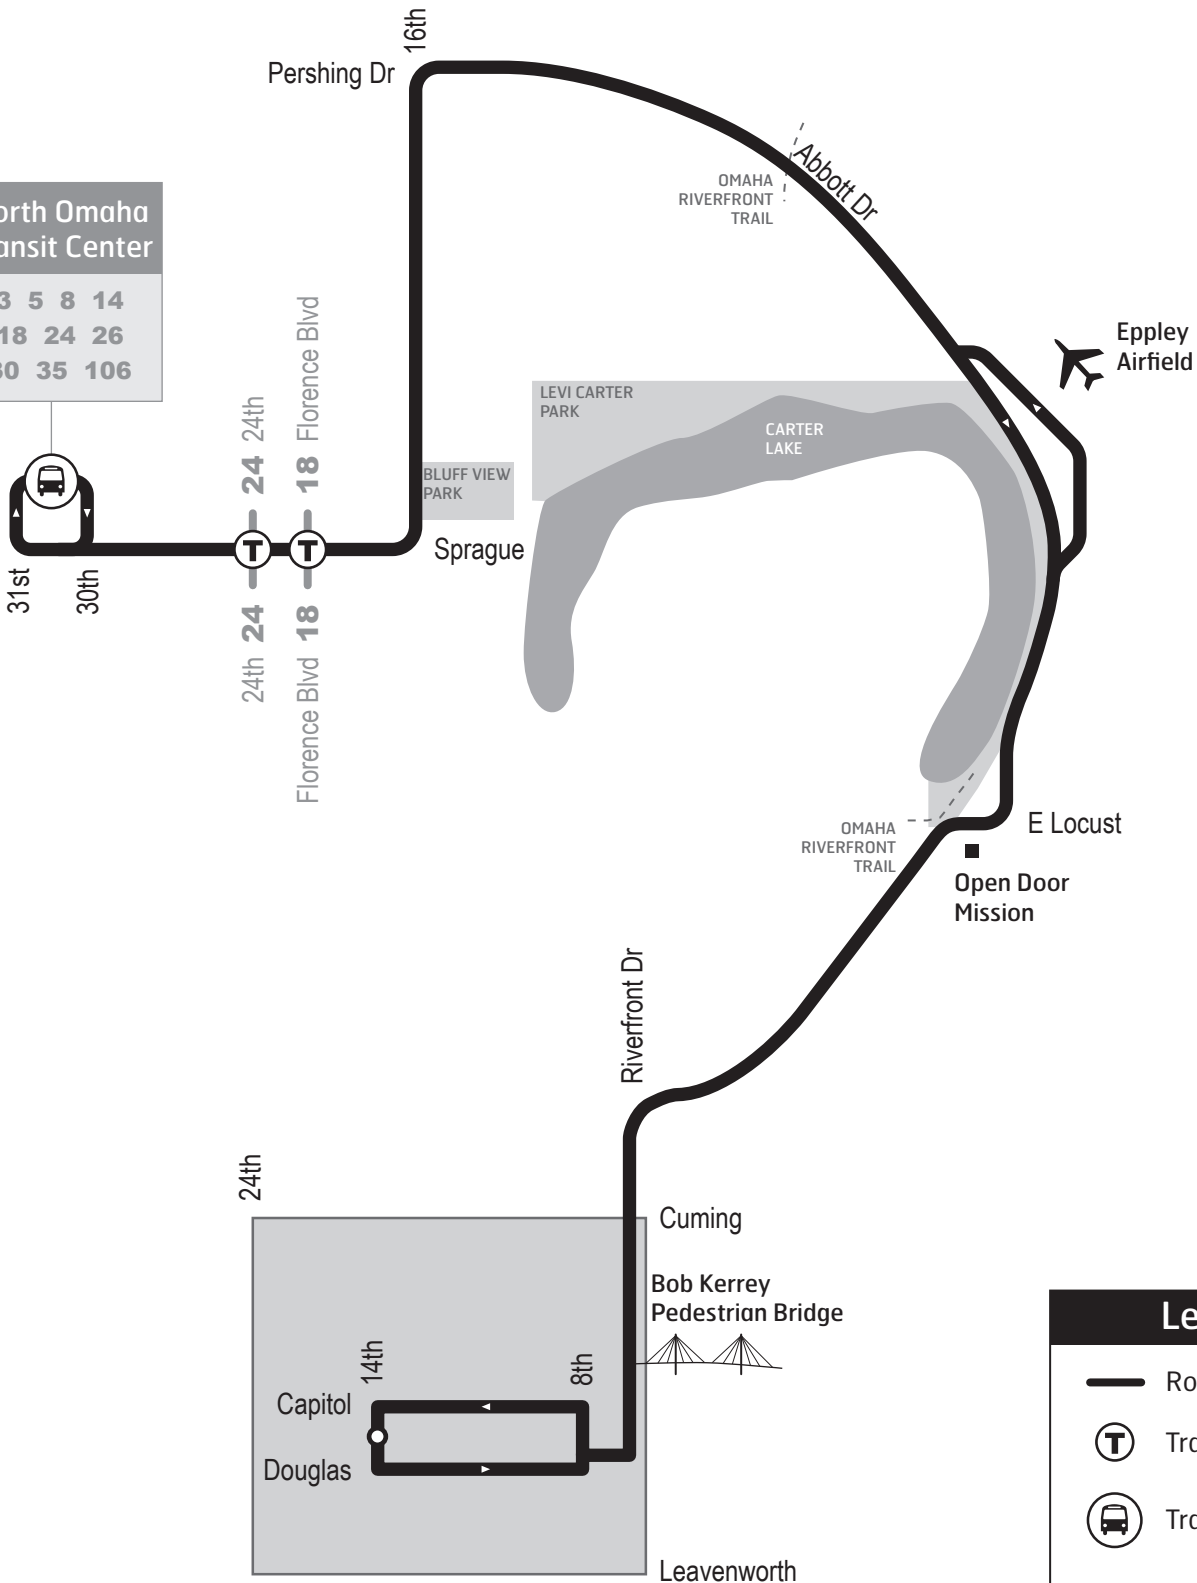 16th
Pershing Dr
Abbott Dr
OMAHA
RIVERFRONT
TRAIL
orth Omaha
ansit Center
3 5 8 14
18 24 26
30 35 106
Eppley
Airfield
24 24th
18 Florence Blvd
LEVI CARTER
PARK
CARTER
LAKE
BLUFF VIEW
PARK
T
T
Sprague
31st
30th
24th 24
Florence Blvd 18
E Locust
OMAHA
RIVERFRONT
TRAIL
Open Door
Mission
Riverfront Dr
24th
Cuming
Bob Kerrey
Pedestrian Bridge
14th
8th
Capitol
Douglas
Leavenworth
Le
Ro
T Tra
Tra